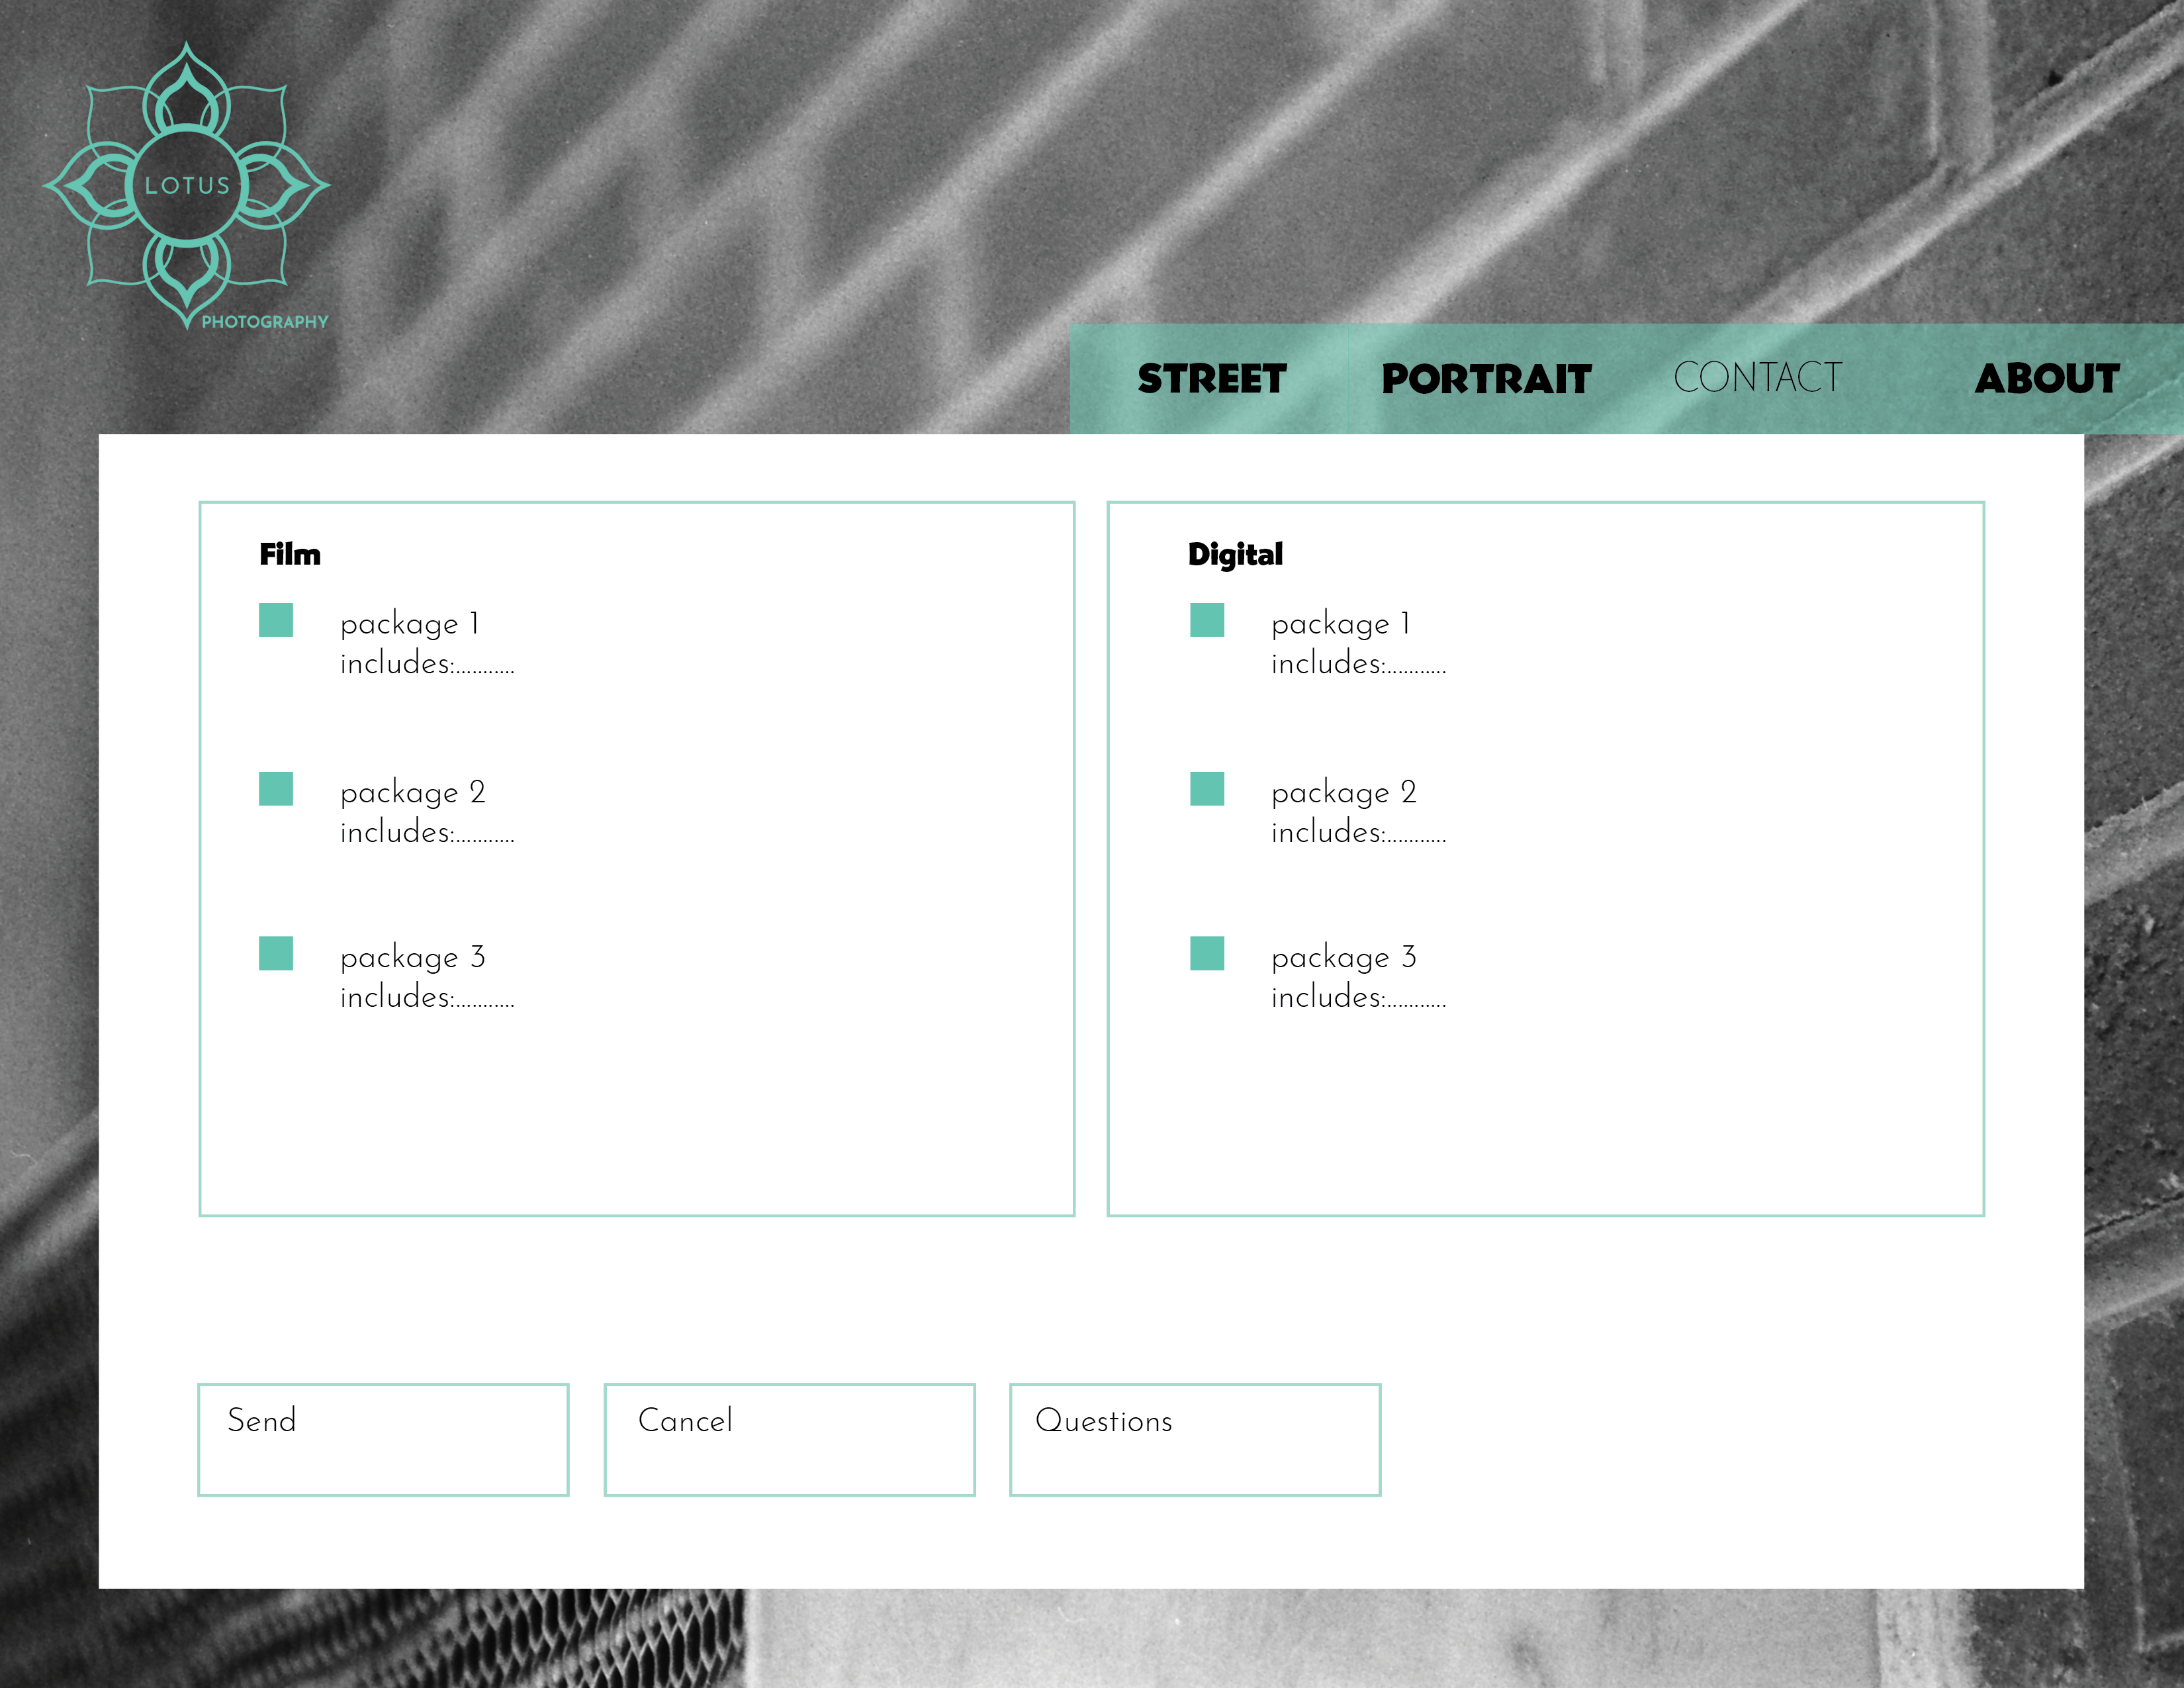 LOTUS
PHOTOGRAPHY
STREET PORTRAIT CONTACT ABOUT
Film
package 1
includes:...........
package 2
includes:...........
package 3
includes:...........
Digital
package 1
includes:...........
package 2
includes:...........
package 3
includes:...........
Send
Cancel
Questions